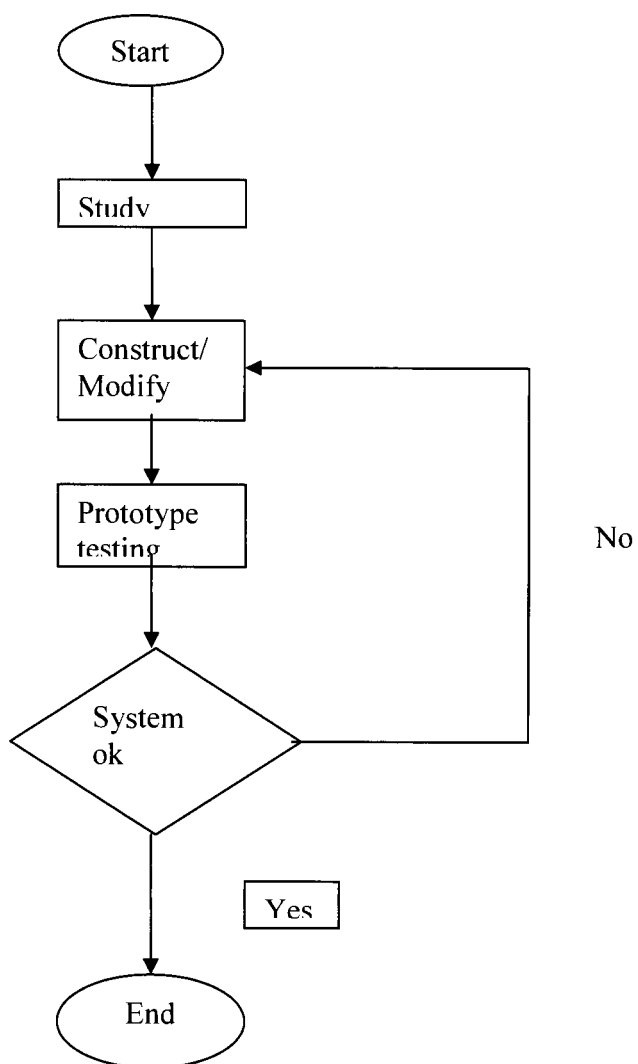 Start
Study
Construct/
Modify
Prototype
testing
No
System
ok
Yes
End